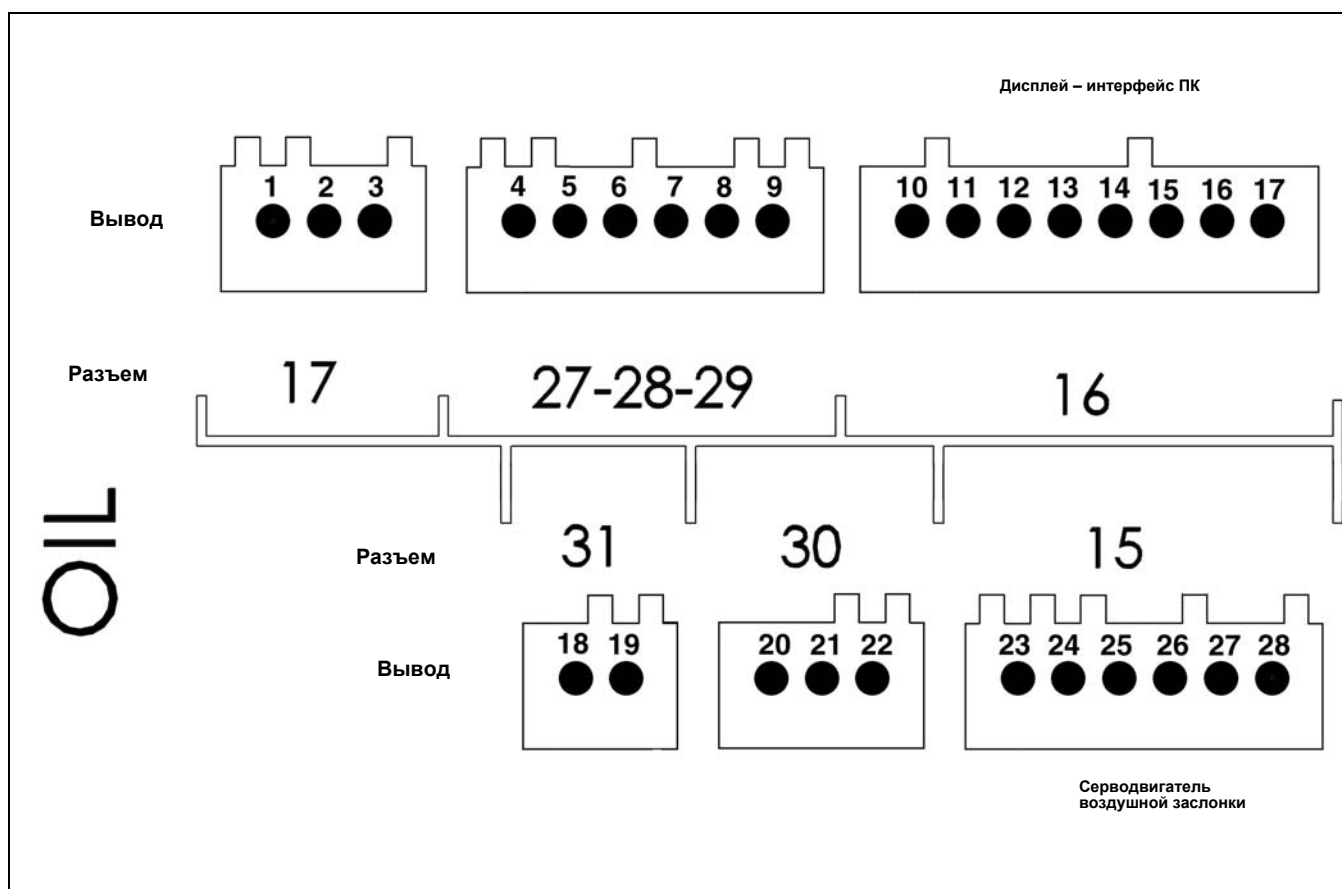 Дисплей – интерфейс ПК
1 2 3 4 5 6 7 8 9 10 11 12 13 14 15 16 17
Вывод
Разъем 17 27-28-29 16
OIL
Разъем 31 30 15
Вывод 18 19 20 21 22 23 24 25 26 27 28
Серводвигатель
воздушной заслонки